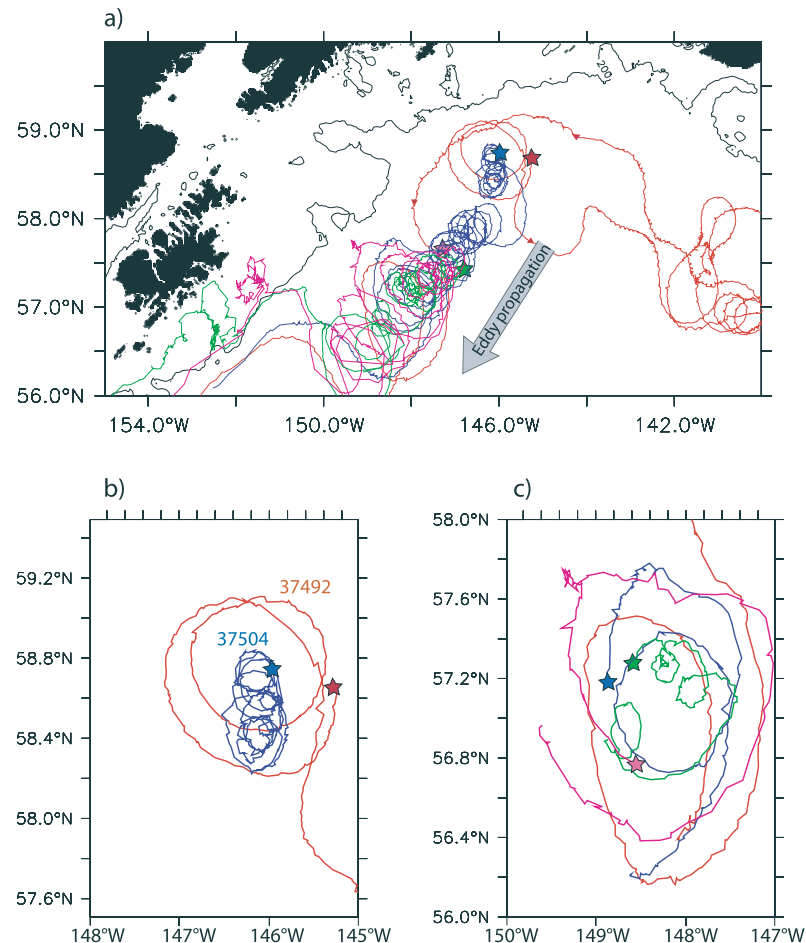 a)
200
59.0°N
58.0°N
57.0°N
56.0°N
Eddy propagation
154.0°W 150.0°W 146.0°W 142.0°W
b)
59.2°N
58.8°N
58.4°N
58.0°N
57.6°N
37492
37504
148°W 147°W 146°W 145°W
c)
58.0°N
57.6°N
57.2°N
56.8°N
56.4°N
56.0°N
150°W 149°W 148°W 147°W